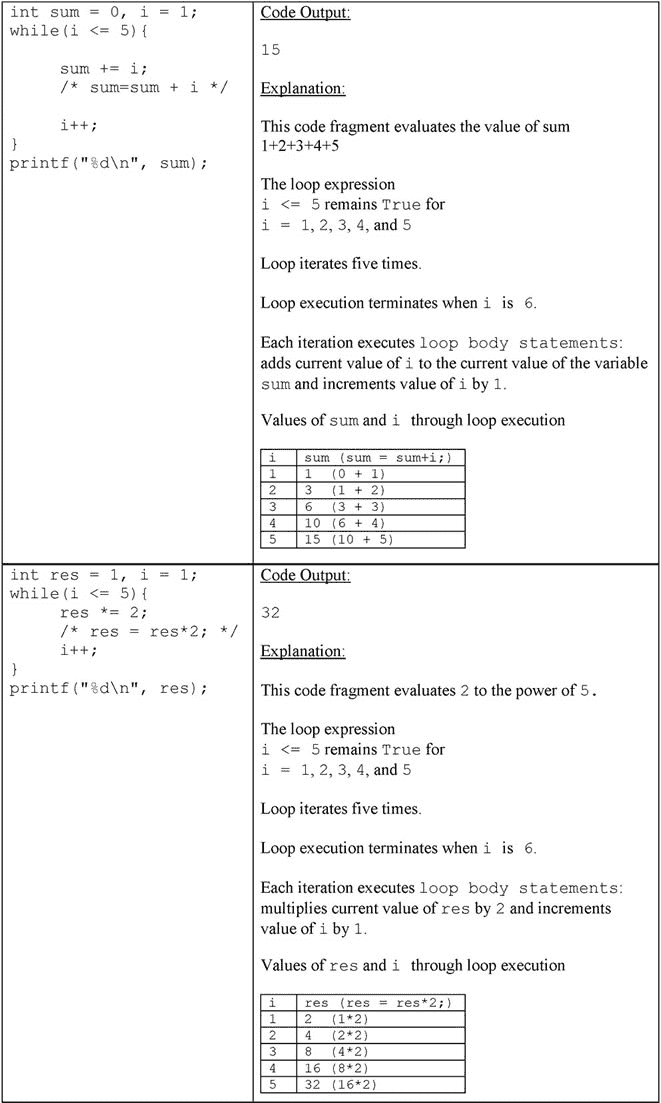 int sum = 0, i = 1;
while(i <= 5){
sum += i;
/* sum=sum + i */
i++;
}
printf("%d\n", sum);
Code Output:
15
Explanation:
This code fragment evaluates the value of sum
1+2+3+4+5
The loop expression
i <= 5 remains True for
i = 1, 2, 3, 4, and 5
Loop iterates five times.
Loop execution terminates when i is 6.
Each iteration executes loop body statements:
adds current value of i to the current value of the variable
sum and increments value of i by 1.
Values of sum and i through loop execution
i sum (sum = sum+i;)
1 1 (0 + 1)
2 3 (1 + 2)
3 6 (3 + 3)
4 10 (6 + 4)
5 15 (10 + 5)
int res = 1, i = 1;
while(i <= 5){
res *= 2;
/* res = res*2; */
i++;
}
printf("%d\n", res);
Code Output:
32
Explanation:
This code fragment evaluates 2 to the power of 5.
The loop expression
i <= 5 remains True for
i = 1, 2, 3, 4, and 5
Loop iterates five times.
Loop execution terminates when i is 6.
Each iteration executes loop body statements:
multiplies current value of res by 2 and increments
value of i by 1.
Values of res and i through loop execution
i res (res = res*2;)
1 2 (1*2)
2 4 (2*2)
3 8 (4*2)
4 16 (8*2)
5 32 (16*2)